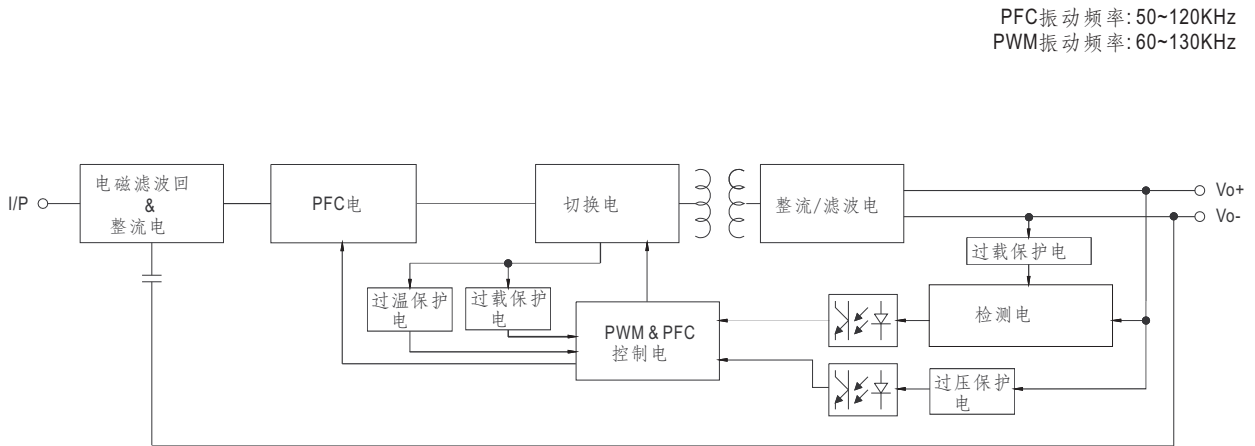 PFC振动频率: 50~120KHz
PWM振动频率: 60~130KHz
I/P
电磁滤波回
&
整流电
PFC电
切换电
整流/滤波电
Vo+
Vo-
过载保护电
过温保护
电
过载保护
电
PWM & PFC
控制电
检测电
过压保护
电